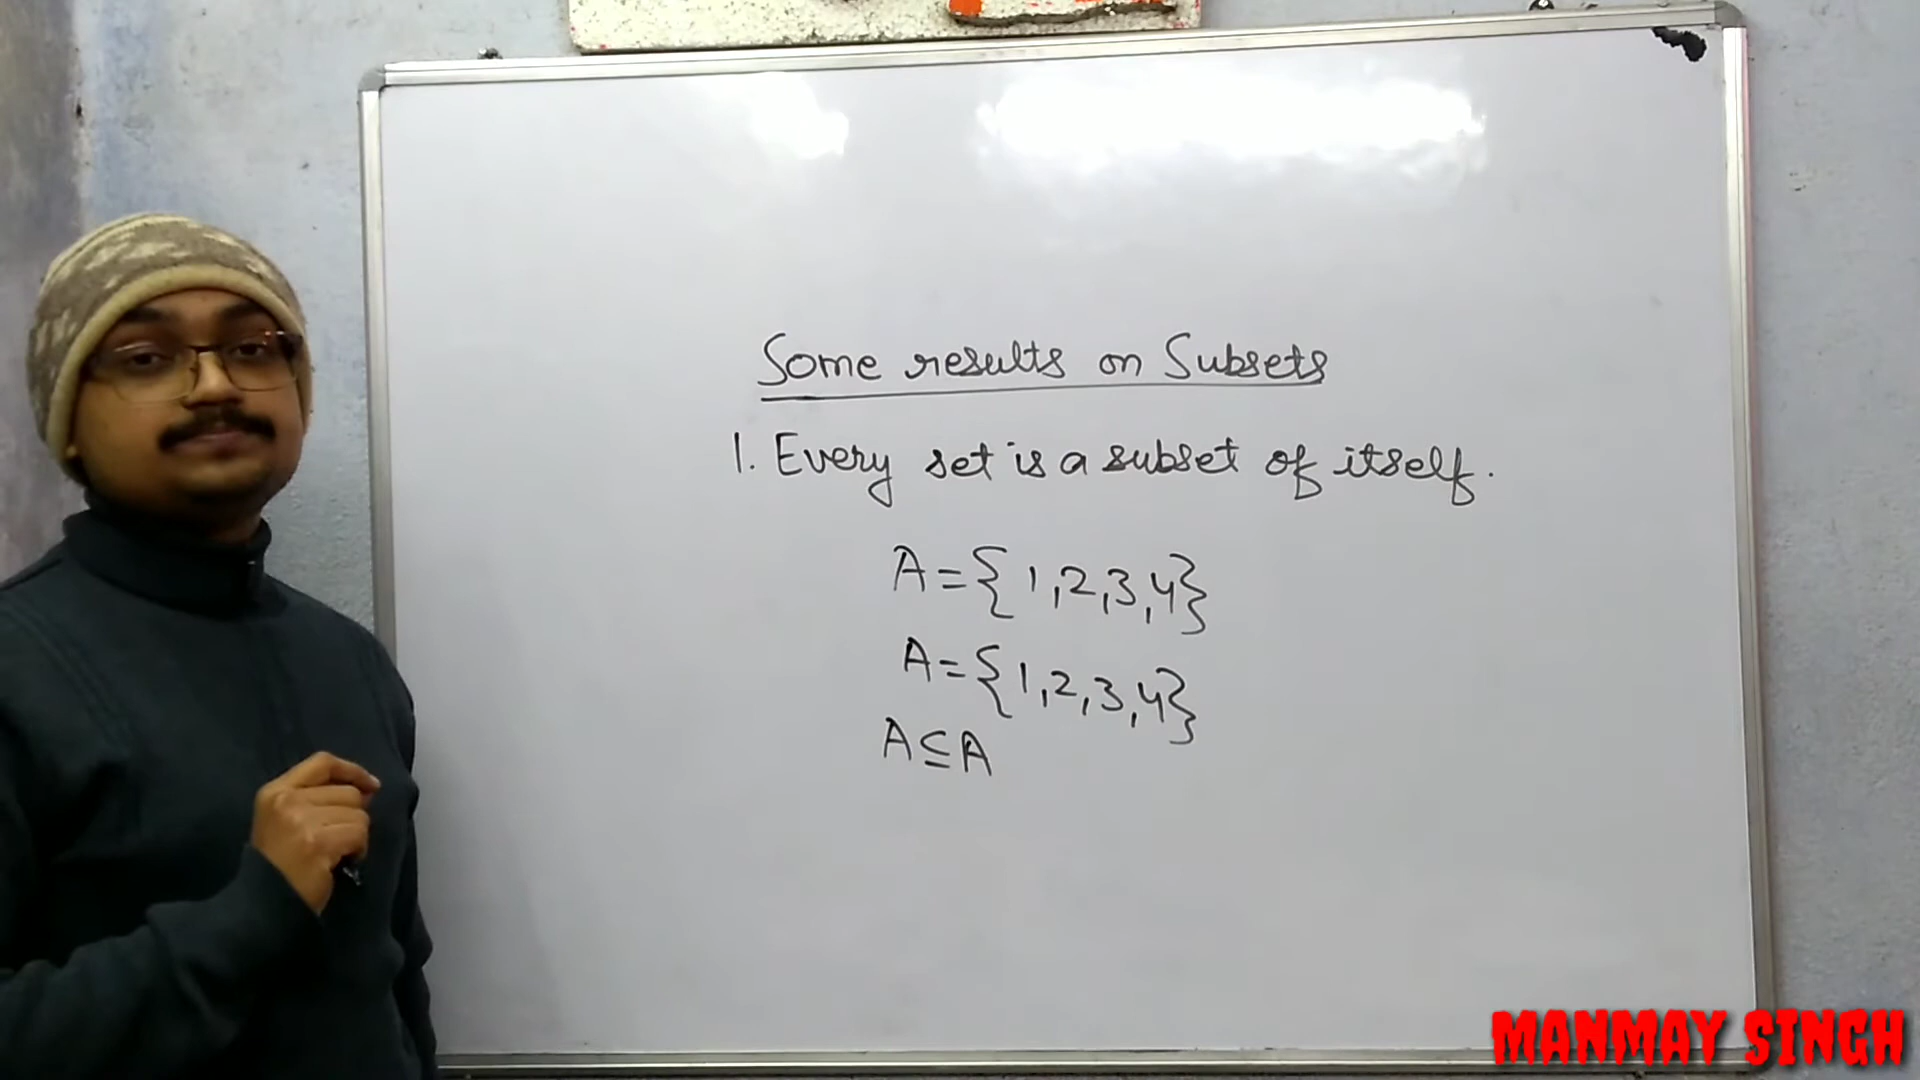 Some results on Subsets
1. Every set is a subset of itself.
A={1,2,3,4}
A={1,2,3,4}
A⊆A
MANMAY SINGH